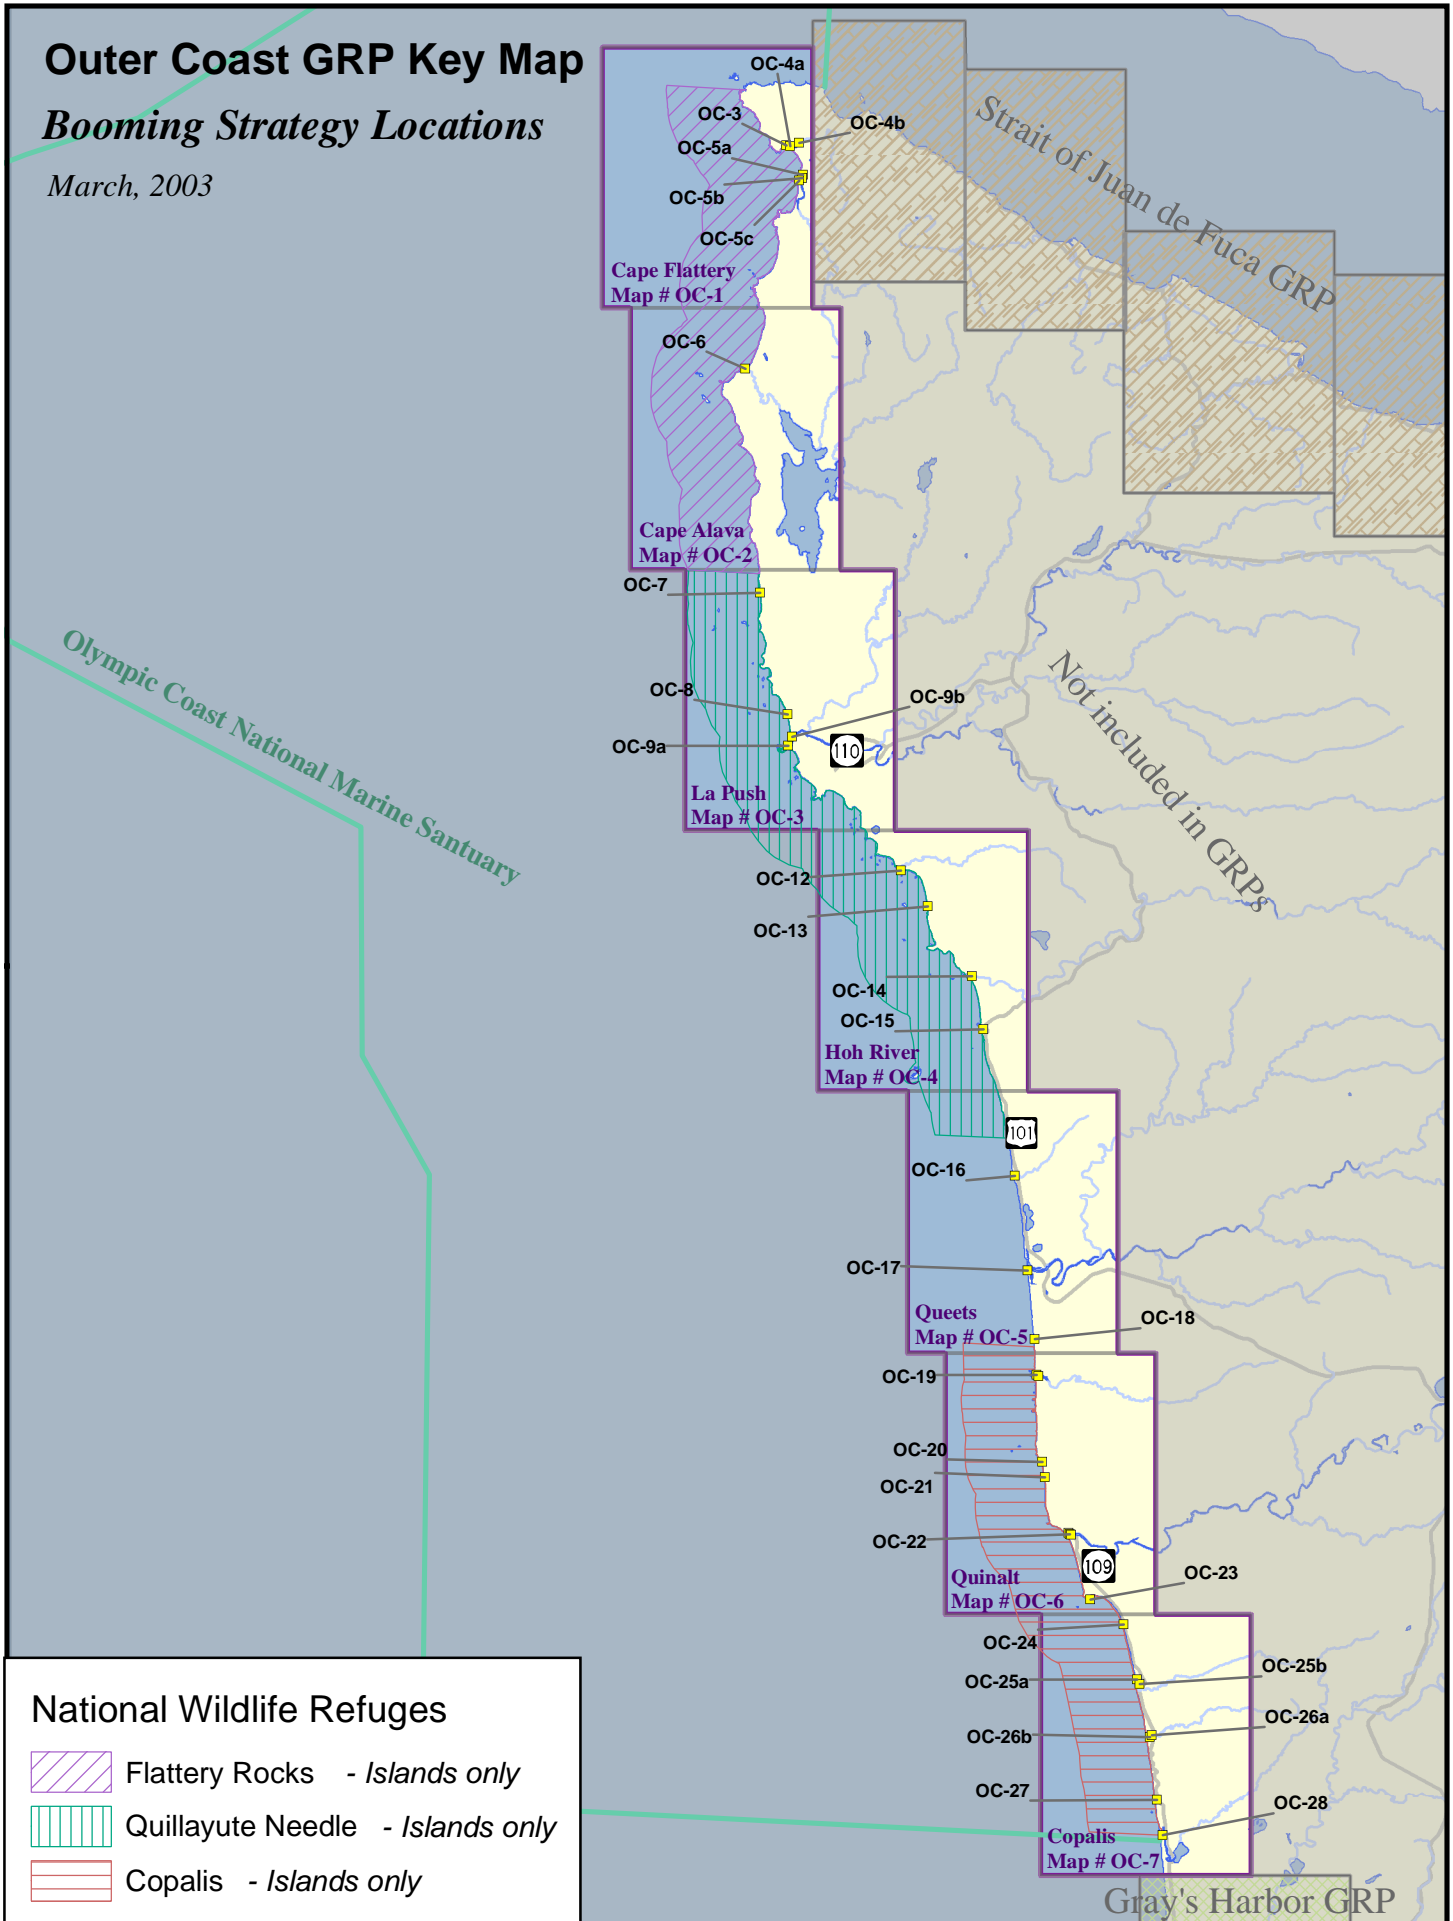 Outer Coast GRP Key Map
Booming Strategy Locations
March, 2003
OC-4a
OC-3
OC-4b
OC-5a
OC-5b
OC-5c
Strait of Juan de Fuca GRP
Cape Flattery
Map # OC-1
OC-6
Cape Alava
Map # OC-2
OC-7
Olympic Coast National Marine Santuary
Not included in GRPs
OC-8
OC-9b
OC-9a
110
La Push
Map # OC-3
OC-12
OC-13
OC-14
OC-15
Hoh River
Map # OC-4
101
OC-16
OC-17
Queets
Map # OC-5
OC-18
OC-19
OC-20
OC-21
OC-22
109
Quinalt
Map # OC-6
OC-23
OC-24
OC-25a
OC-25b
OC-26a
OC-26b
OC-27
OC-28
Copalis
Map # OC-7
Gray's Harbor GRP
National Wildlife Refuges
Flattery Rocks - Islands only
Quillayute Needle - Islands only
Copalis - Islands only